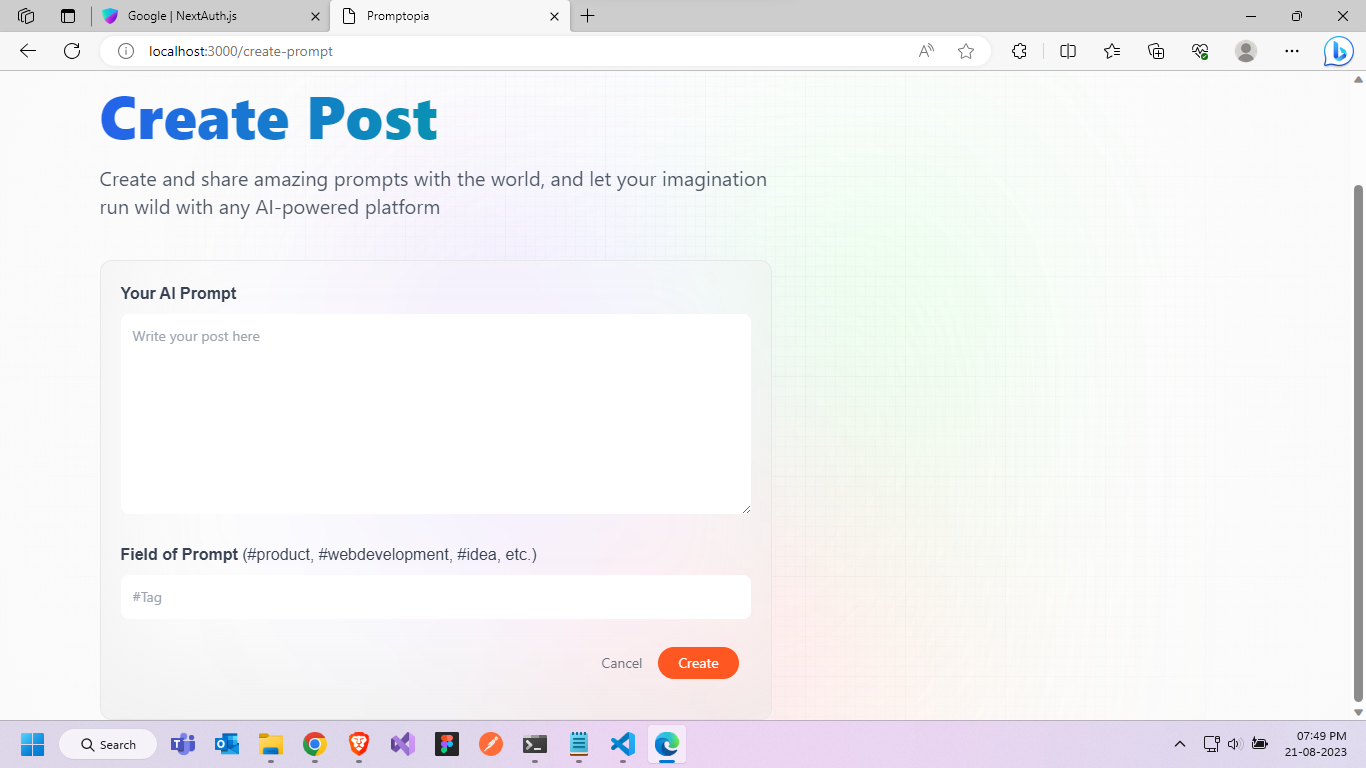 Google | NextAuth.js
Promptopia
localhost:3000/create-prompt
Create Post
Create and share amazing prompts with the world, and let your imagination
run wild with any AI-powered platform
Your AI Prompt
Write your post here
Field of Prompt (#product, #webdevelopment, #idea, etc.)
#Tag
Cancel
Create
Search
07:49 PM
21-08-2023